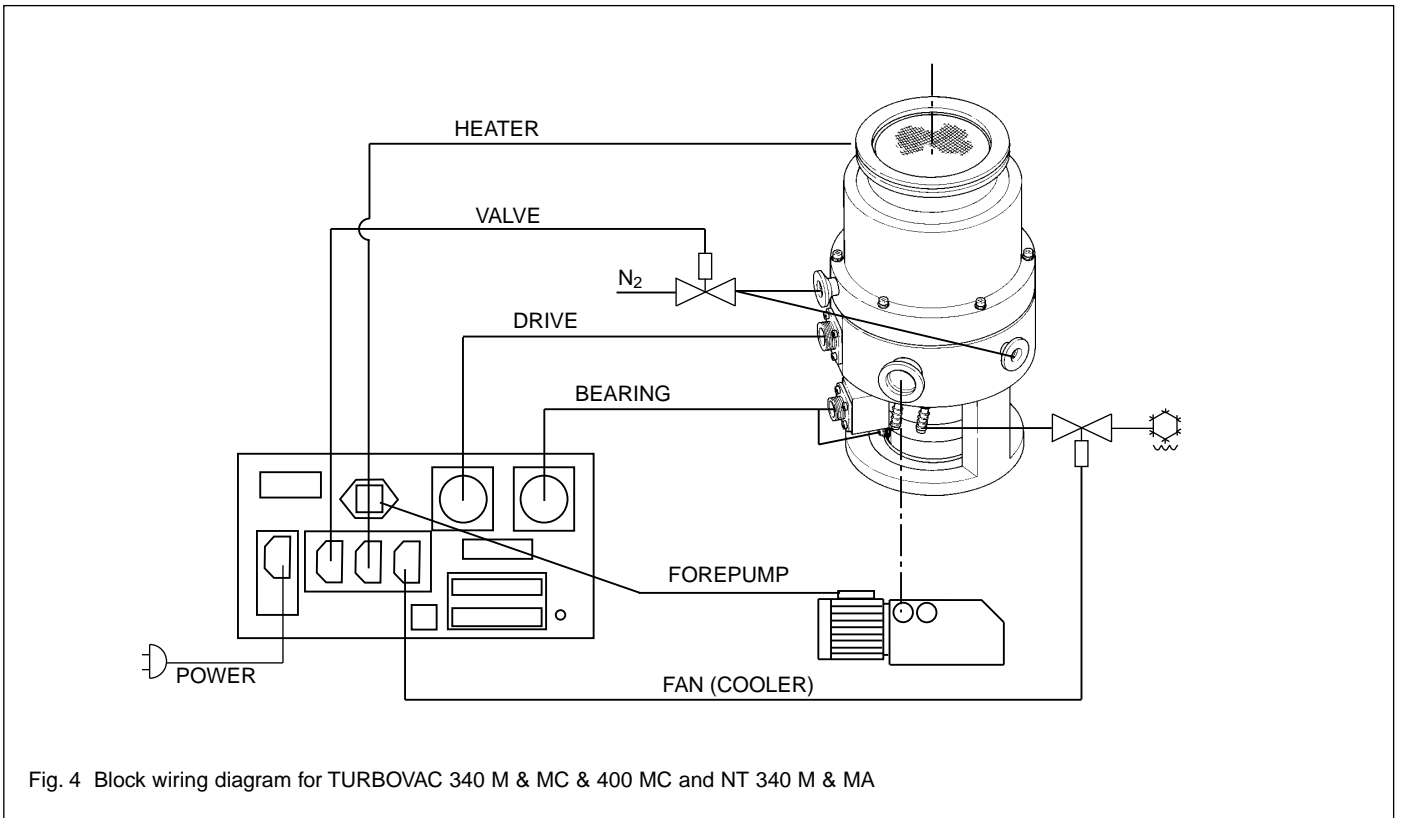 HEATER
VALVE
N2
DRIVE
BEARING
FOREPUMP
POWER
FAN (COOLER)
Fig. 4 Block wiring diagram for TURBOVAC 340 M & MC & 400 MC and NT 340 M & MA